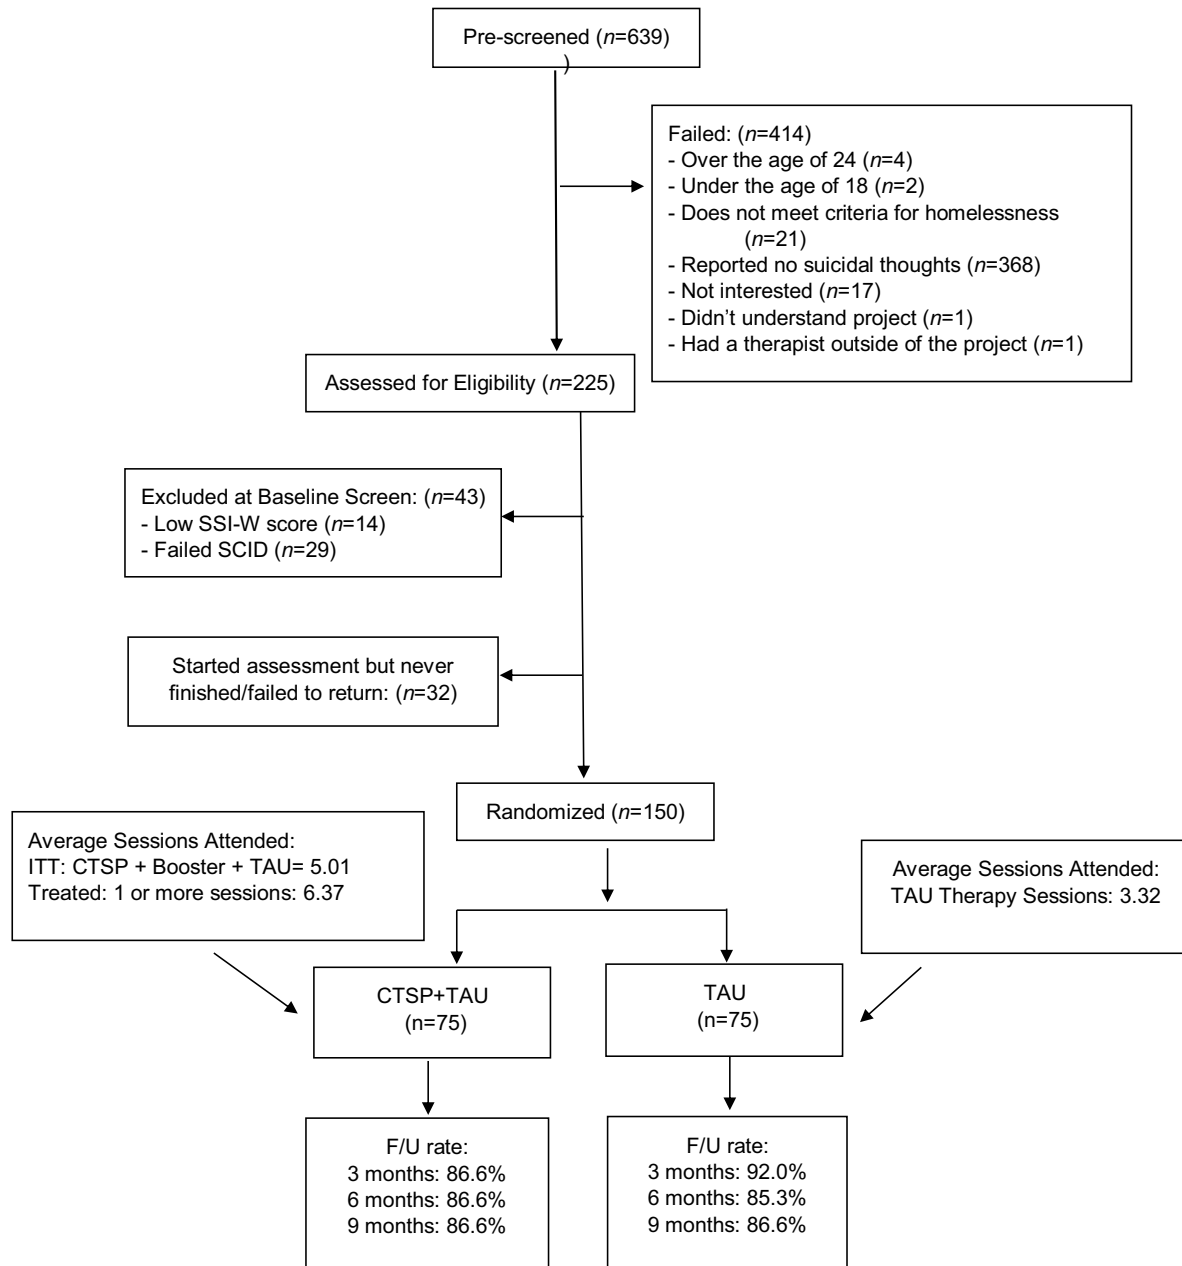 Pre-screened (n=639)
)
Failed: (n=414)
- Over the age of 24 (n=4)
- Under the age of 18 (n=2)
- Does not meet criteria for homelessness
(n=21)
- Reported no suicidal thoughts (n=368)
- Not interested (n=17)
- Didn’t understand project (n=1)
- Had a therapist outside of the project (n=1)
Assessed for Eligibility (n=225)
Excluded at Baseline Screen: (n=43)
- Low SSI-W score (n=14)
- Failed SCID (n=29)
Started assessment but never
finished/failed to return: (n=32)
Randomized (n=150)
Average Sessions Attended:
ITT: CTSP + Booster + TAU= 5.01
Treated: 1 or more sessions: 6.37
Average Sessions Attended:
TAU Therapy Sessions: 3.32
CTSP+TAU
(n=75)
TAU
(n=75)
F/U rate:
3 months: 86.6%
6 months: 86.6%
9 months: 86.6%
F/U rate:
3 months: 92.0%
6 months: 85.3%
9 months: 86.6%